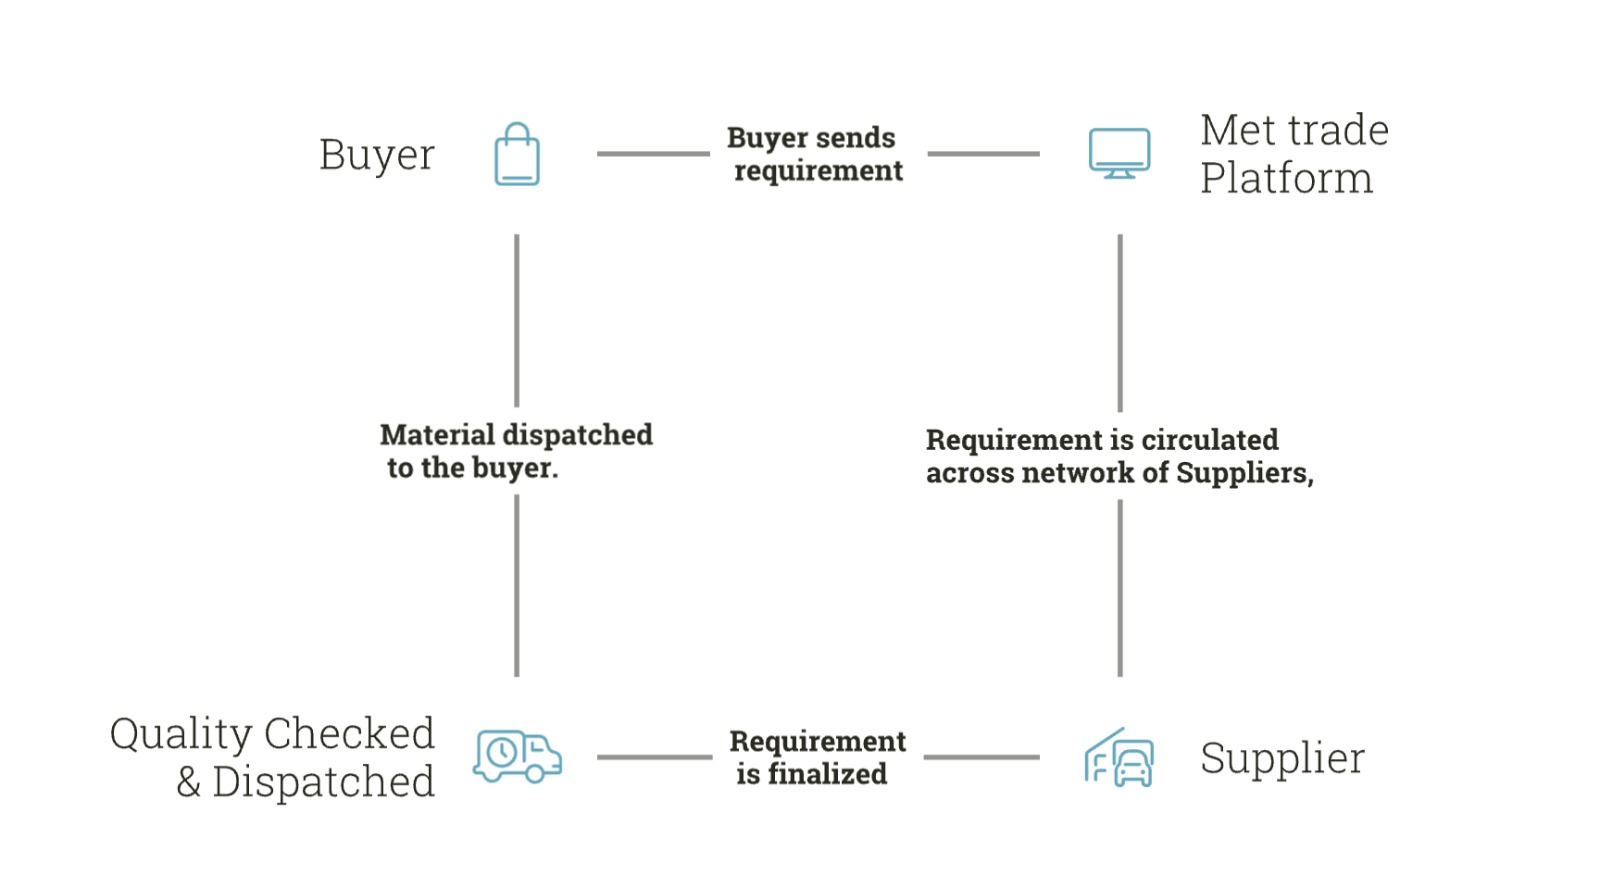 Buyer
Buyer sends
requirement
Met trade
Platform
Material dispatched
to the buyer.
Requirement is circulated
across network of Suppliers,
Quality Checked
& Dispatched
Requirement
is finalized
Supplier